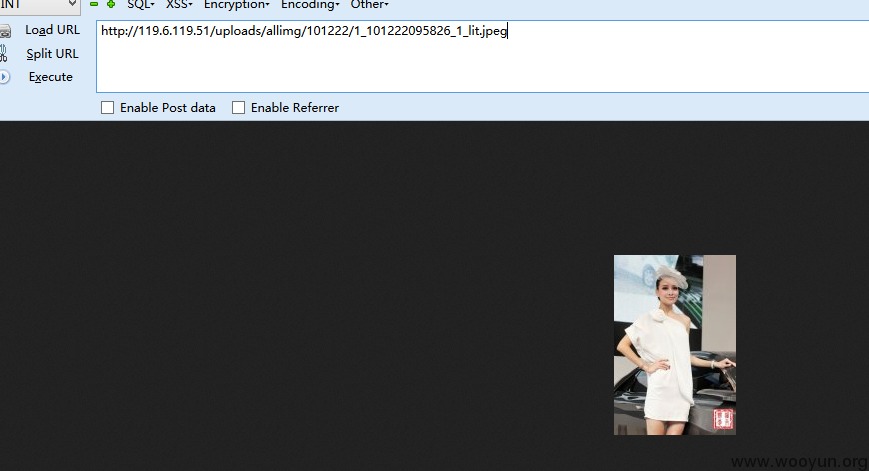 INT SQL XSS Encryption Encoding Other
Load URL http://119.6.119.51/uploads/allimg/101222/1_101222095826_1_lit.jpeg
Split URL
Execute
Enable Post data Enable Referrer
www.wooyun.org